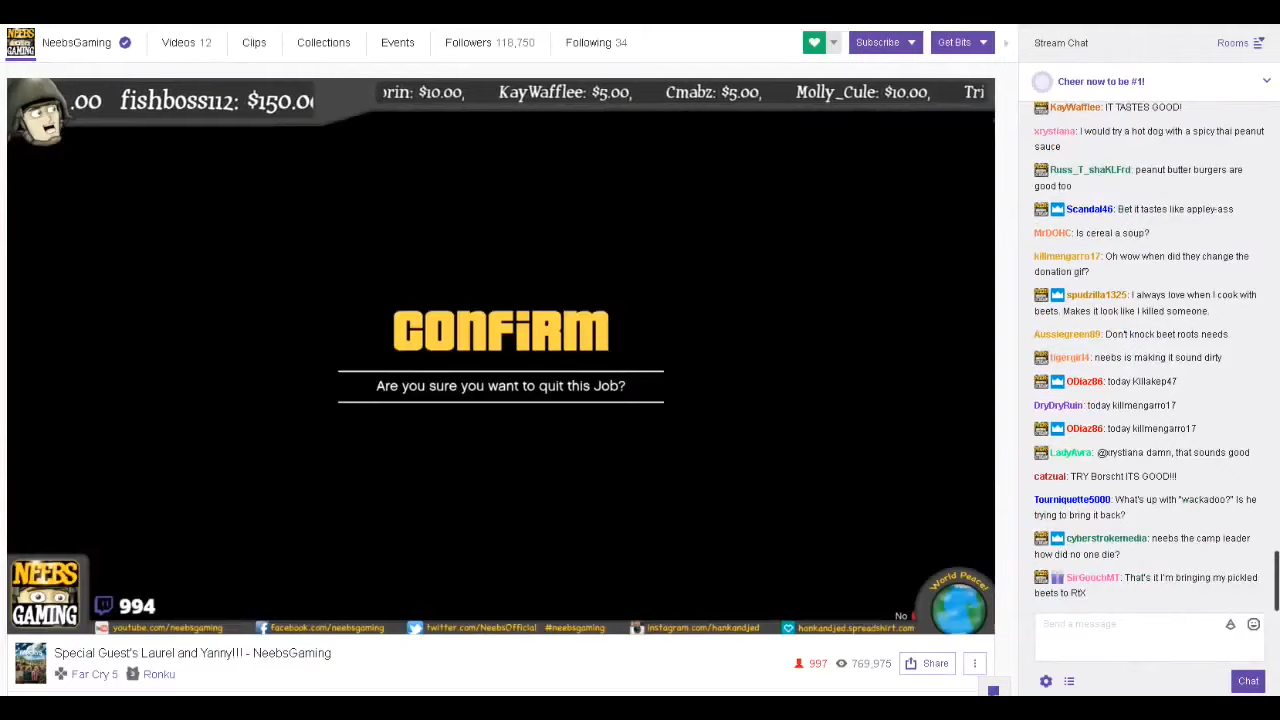 NeebsGaming
Videos 12
Clips
Collections
Events
Followers 118,750
Following 34
Subscribe
Get Bits
Stream Chat
Rooms
NEEBS
GAMING
.00 fishboss112: $150.0
rin: $10.00, KayWafflee: $5.00, Cmabz: $5.00, Molly_Cule: $10.00, Tri
CONFIRM
Are you sure you want to quit this Job?
NEEBS
GAMING
994
World Peace!
No
youtube.com/neebsgaming
facebook.com/neebsgaming
twitter.com/NeebsOfficial #neebsgaming
instagram.com/hankandjed
hankandjed.spreadshirt.com
Special Guest's Laurel and Yanny!!! - NeebsGaming
Far Cry 5
Ronku
997
769,975
Share
Cheer now to be #1!
KayWafflee: IT TASTES GOOD!
xrystiana: I would try a hot dog with a spicy thai peanut
sauce
Russ_T_shaKLFrd: peanut butter burgers are
good too
Scandal46: Bet it tastes like appley-ass
MrDOHC: Is cereal a soup?
killmengarro17: Oh wow when did they change the
donation gif?
spudzilla1325: I always love when I cook with
beets. Makes it look like I killed someone.
Aussiegreen89: Don't knock beet roots needs
tigergirl4: neebs is making it sound dirty
ODiaz86: today Killakep47
DryDryRuin: today killmengarro17
ODiaz86: today killmengarro17
LadyAvra: @xrystiana damn, that sounds good
catzual: TRY Borscht ITS GOOD!!!
Tourniquette5000: What's up with "wackadoo?" Is he
trying to bring it back?
cyberstrokemedia: needs the camp leader
how did no one die?
SirGoochMT: That's it I'm bringing my pickled
beets to RtX
Send a message
Chat